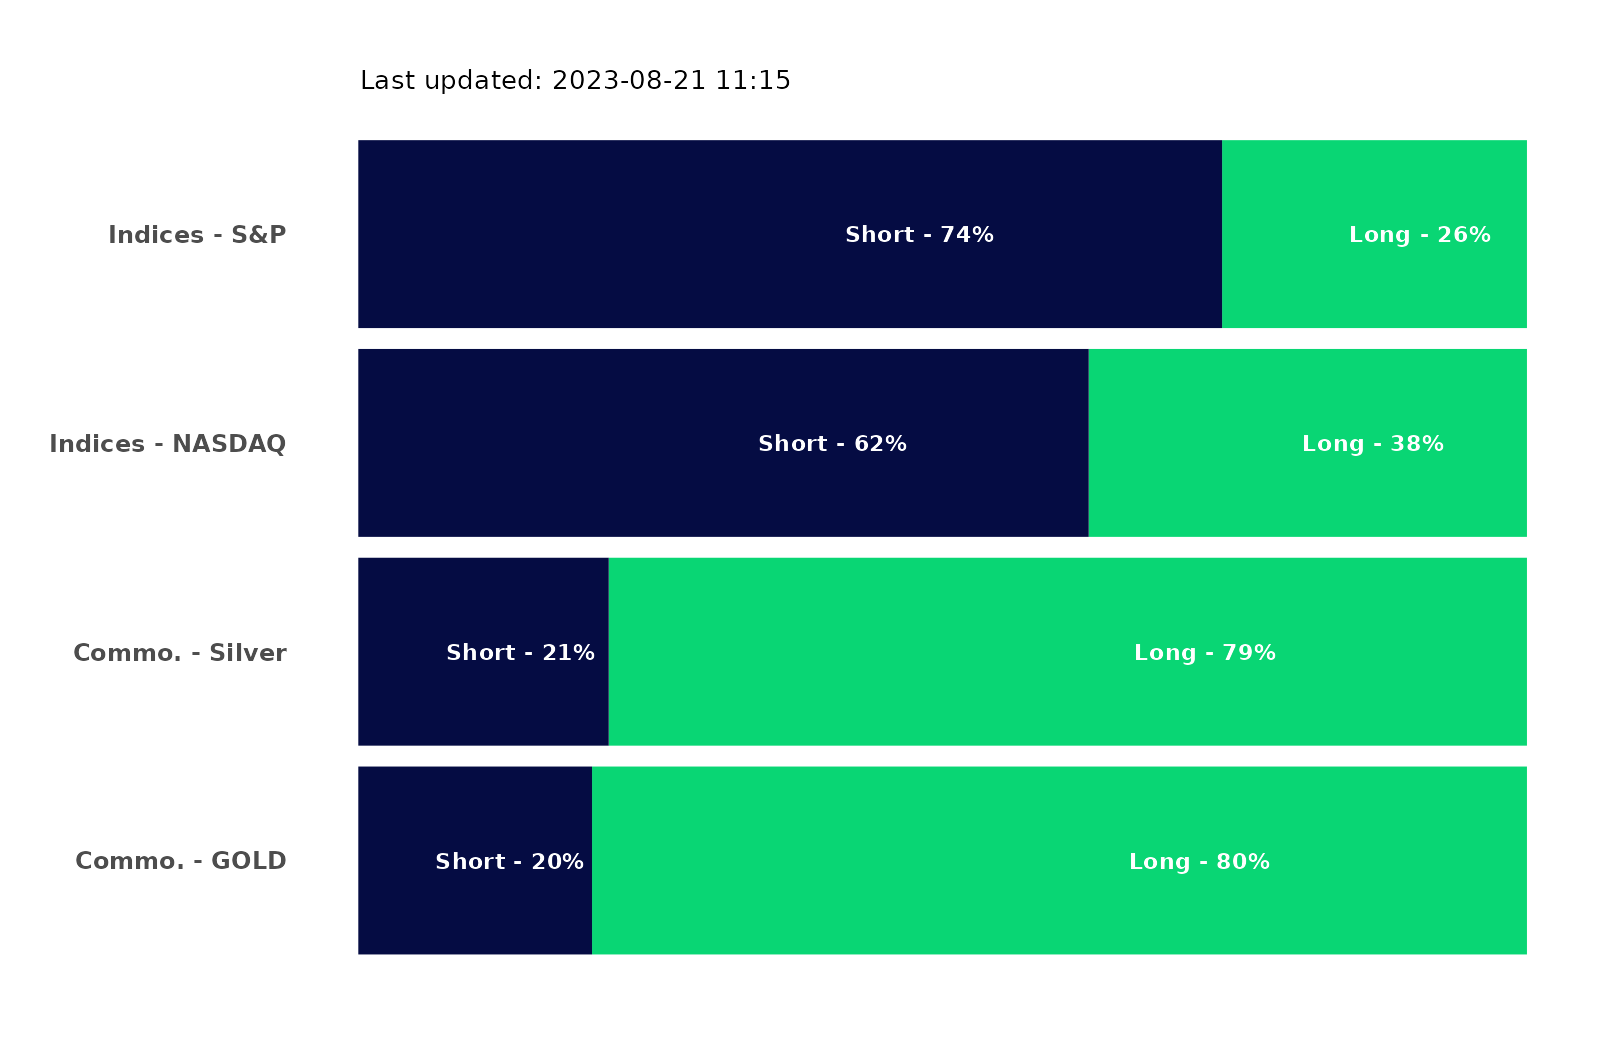 Last updated: 2023-08-21 11:15
Indices - S&P
Short - 74%
Long - 26%
Indices - NASDAQ
Short - 62%
Long - 38%
Commo. - Silver
Short - 21%
Long - 79%
Commo. - GOLD
Short - 20%
Long - 80%